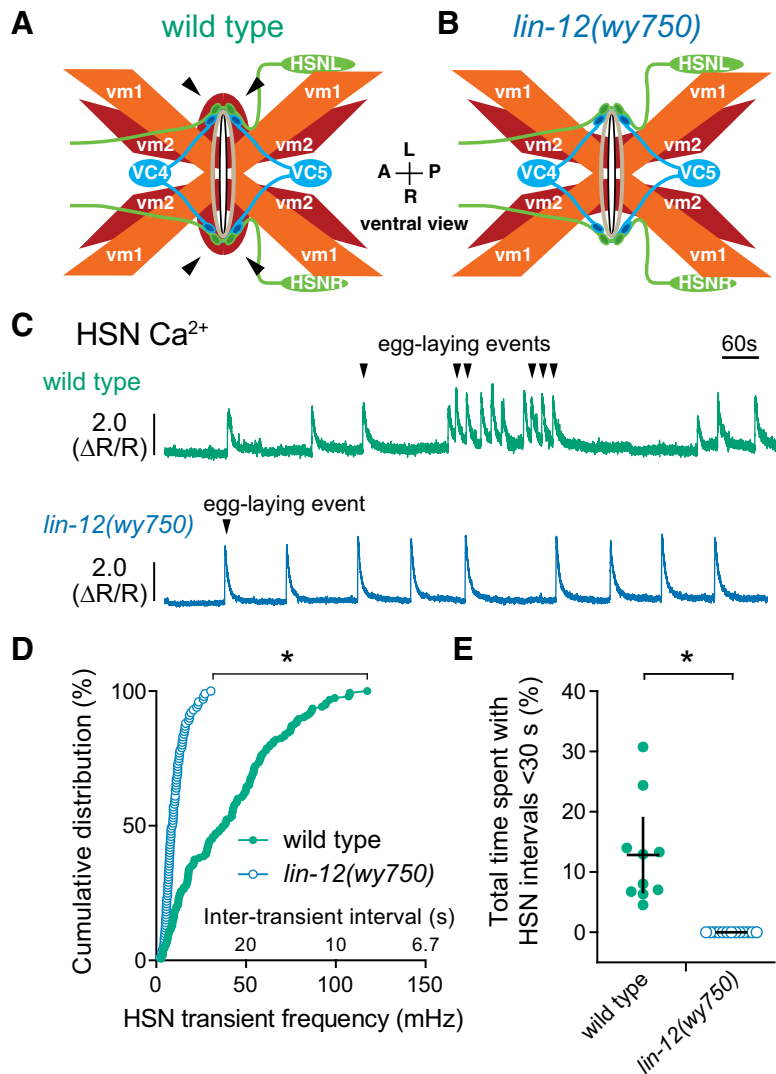 A
wild type
HSNL
vm1
vm1
vm2
vm2
VC4
VC5
vm2
vm2
vm1
vm1
HSNR
L
A P
R
ventral view
B
lin-12(wy750)
HSNL
vm1
vm1
vm2
vm2
VC4
VC5
vm2
vm2
vm1
vm1
HSNR
C
HSN Ca²⁺
egg-laying events
60s
wild type
2.0
(ΔR/R)
egg-laying event
lin-12(wy750)
2.0
(ΔR/R)
D
*
Cumulative distribution (%)
100
50
0
wild type
lin-12(wy750)
Inter-transient interval (s)
20 10 6.7
0 50 100 150
HSN transient frequency (mHz)
E
*
Total time spent with
HSN intervals <30 s (%)
40
30
20
10
0
wild type
lin-12(wy750)